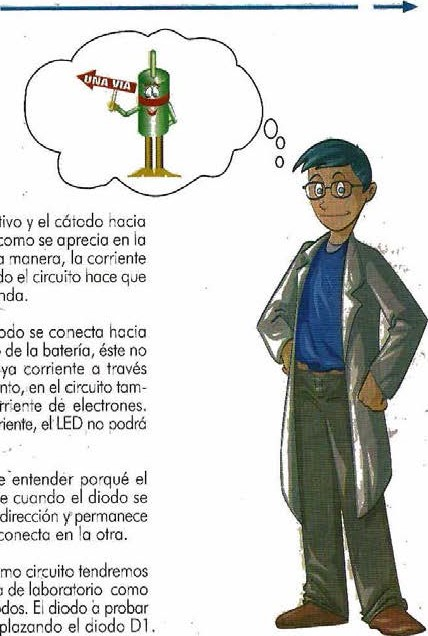 UNA VIA
tivo y el cátodo hacia
como se aprecia en la
a manera, la corriente
do el circuito hace que
nda.
odo se conecta hacia
de la batería, éste no
ya corriente a través
nto, en el circuito tam-
rriente de electrones.
riente, el LED no podrá
e entender porqué el
e cuando el diodo se
dirección y permanece
conecta en la otra.
mo circuito tendremos
a de laboratorio como
dos. El diodo a probar
plazando el diodo D1.